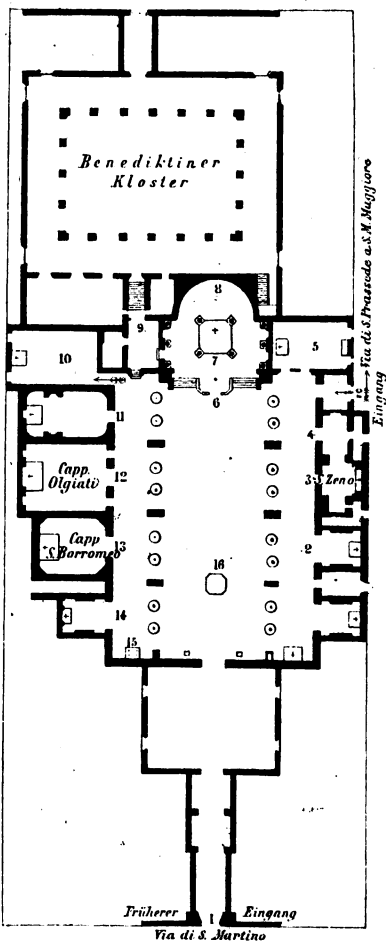 Benediktiner
Kloster
Via di S. Prassede a S. M. Maggiore
Eingang
8
9
7
5
10
6
11
4
Capp.
Olgiati
12
3 S. Zeno
Capp
S. Borromeo
13
2
16
14
15
Früherer 1 Eingang
Via di S. Martino